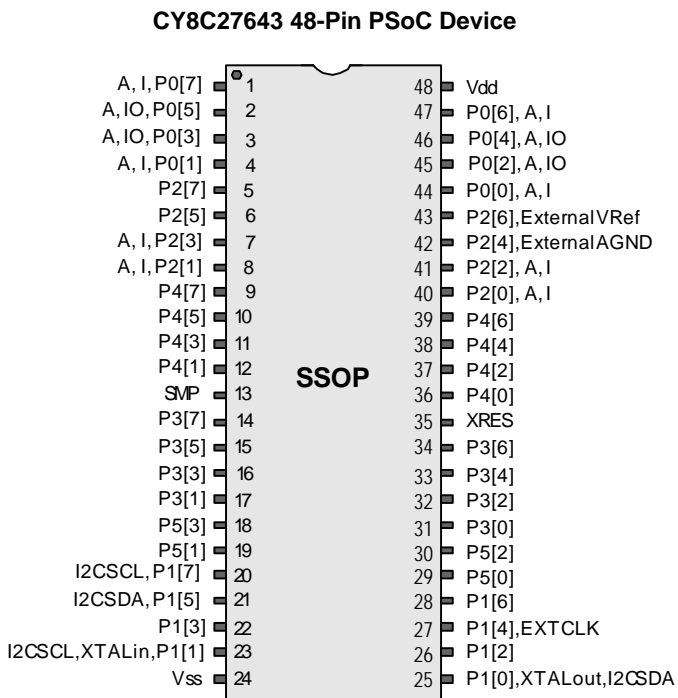 CY8C27643 48-Pin PSoC Device
A, I, P0[7] 1 48 Vdd
A, IO, P0[5] 2 47 P0[6], A, I
A, IO, P0[3] 3 46 P0[4], A, IO
A, I, P0[1] 4 45 P0[2], A, IO
P2[7] 5 44 P0[0], A, I
P2[5] 6 43 P2[6], External VRef
A, I, P2[3] 7 42 P2[4], External AGND
A, I, P2[1] 8 41 P2[2], A, I
P4[7] 9 40 P2[0], A, I
P4[5] 10 39 P4[6]
P4[3] 11 38 P4[4]
P4[1] 12 37 P4[2]
SSOP
SMP 13 36 P4[0]
P3[7] 14 35 XRES
P3[5] 15 34 P3[6]
P3[3] 16 33 P3[4]
P3[1] 17 32 P3[2]
P5[3] 18 31 P3[0]
P5[1] 19 30 P5[2]
I2C SCL, P1[7] 20 29 P5[0]
I2C SDA, P1[5] 21 28 P1[6]
P1[3] 22 27 P1[4], EXTCLK
I2C SCL, XTALin, P1[1] 23 26 P1[2]
Vss 24 25 P1[0], XTALout, I2C SDA